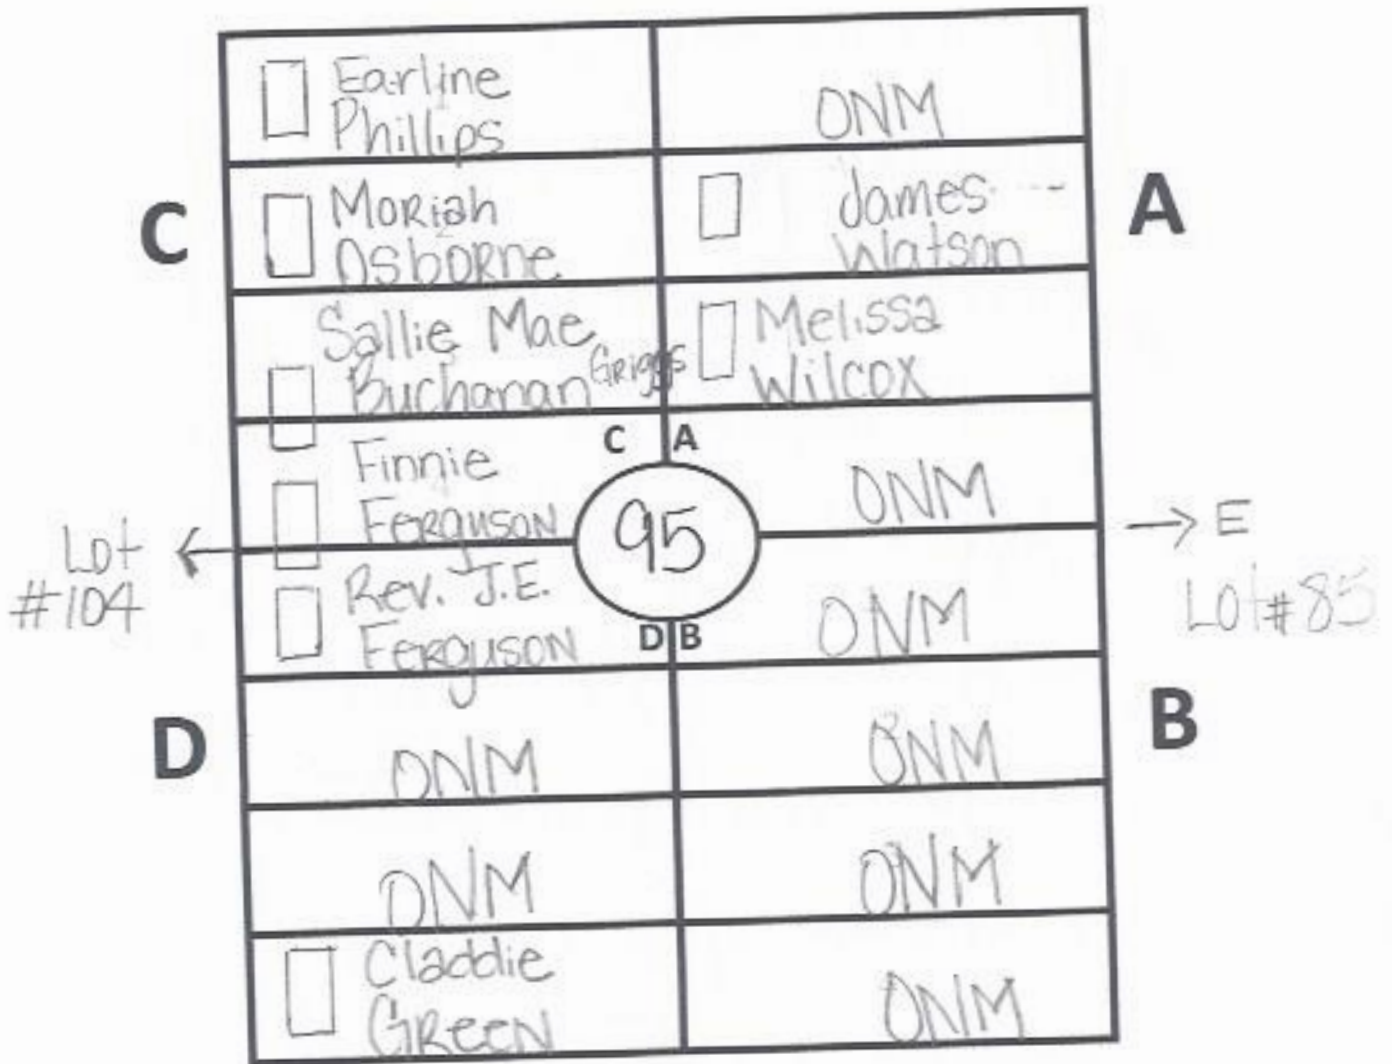 Earline
Phillips
ONM
C
Moriah
Osborne
James
Watson
A
Sallie Mae
Buchanan Griggs
Melissa
Wilcox
C A
Finnie
Ferguson
ONM
95
Lot
#104
E
Lot#85
Rev. J.E.
Ferguson
D B
ONM
D
ONM
ONM
B
ONM
ONM
Claddie
Green
ONM